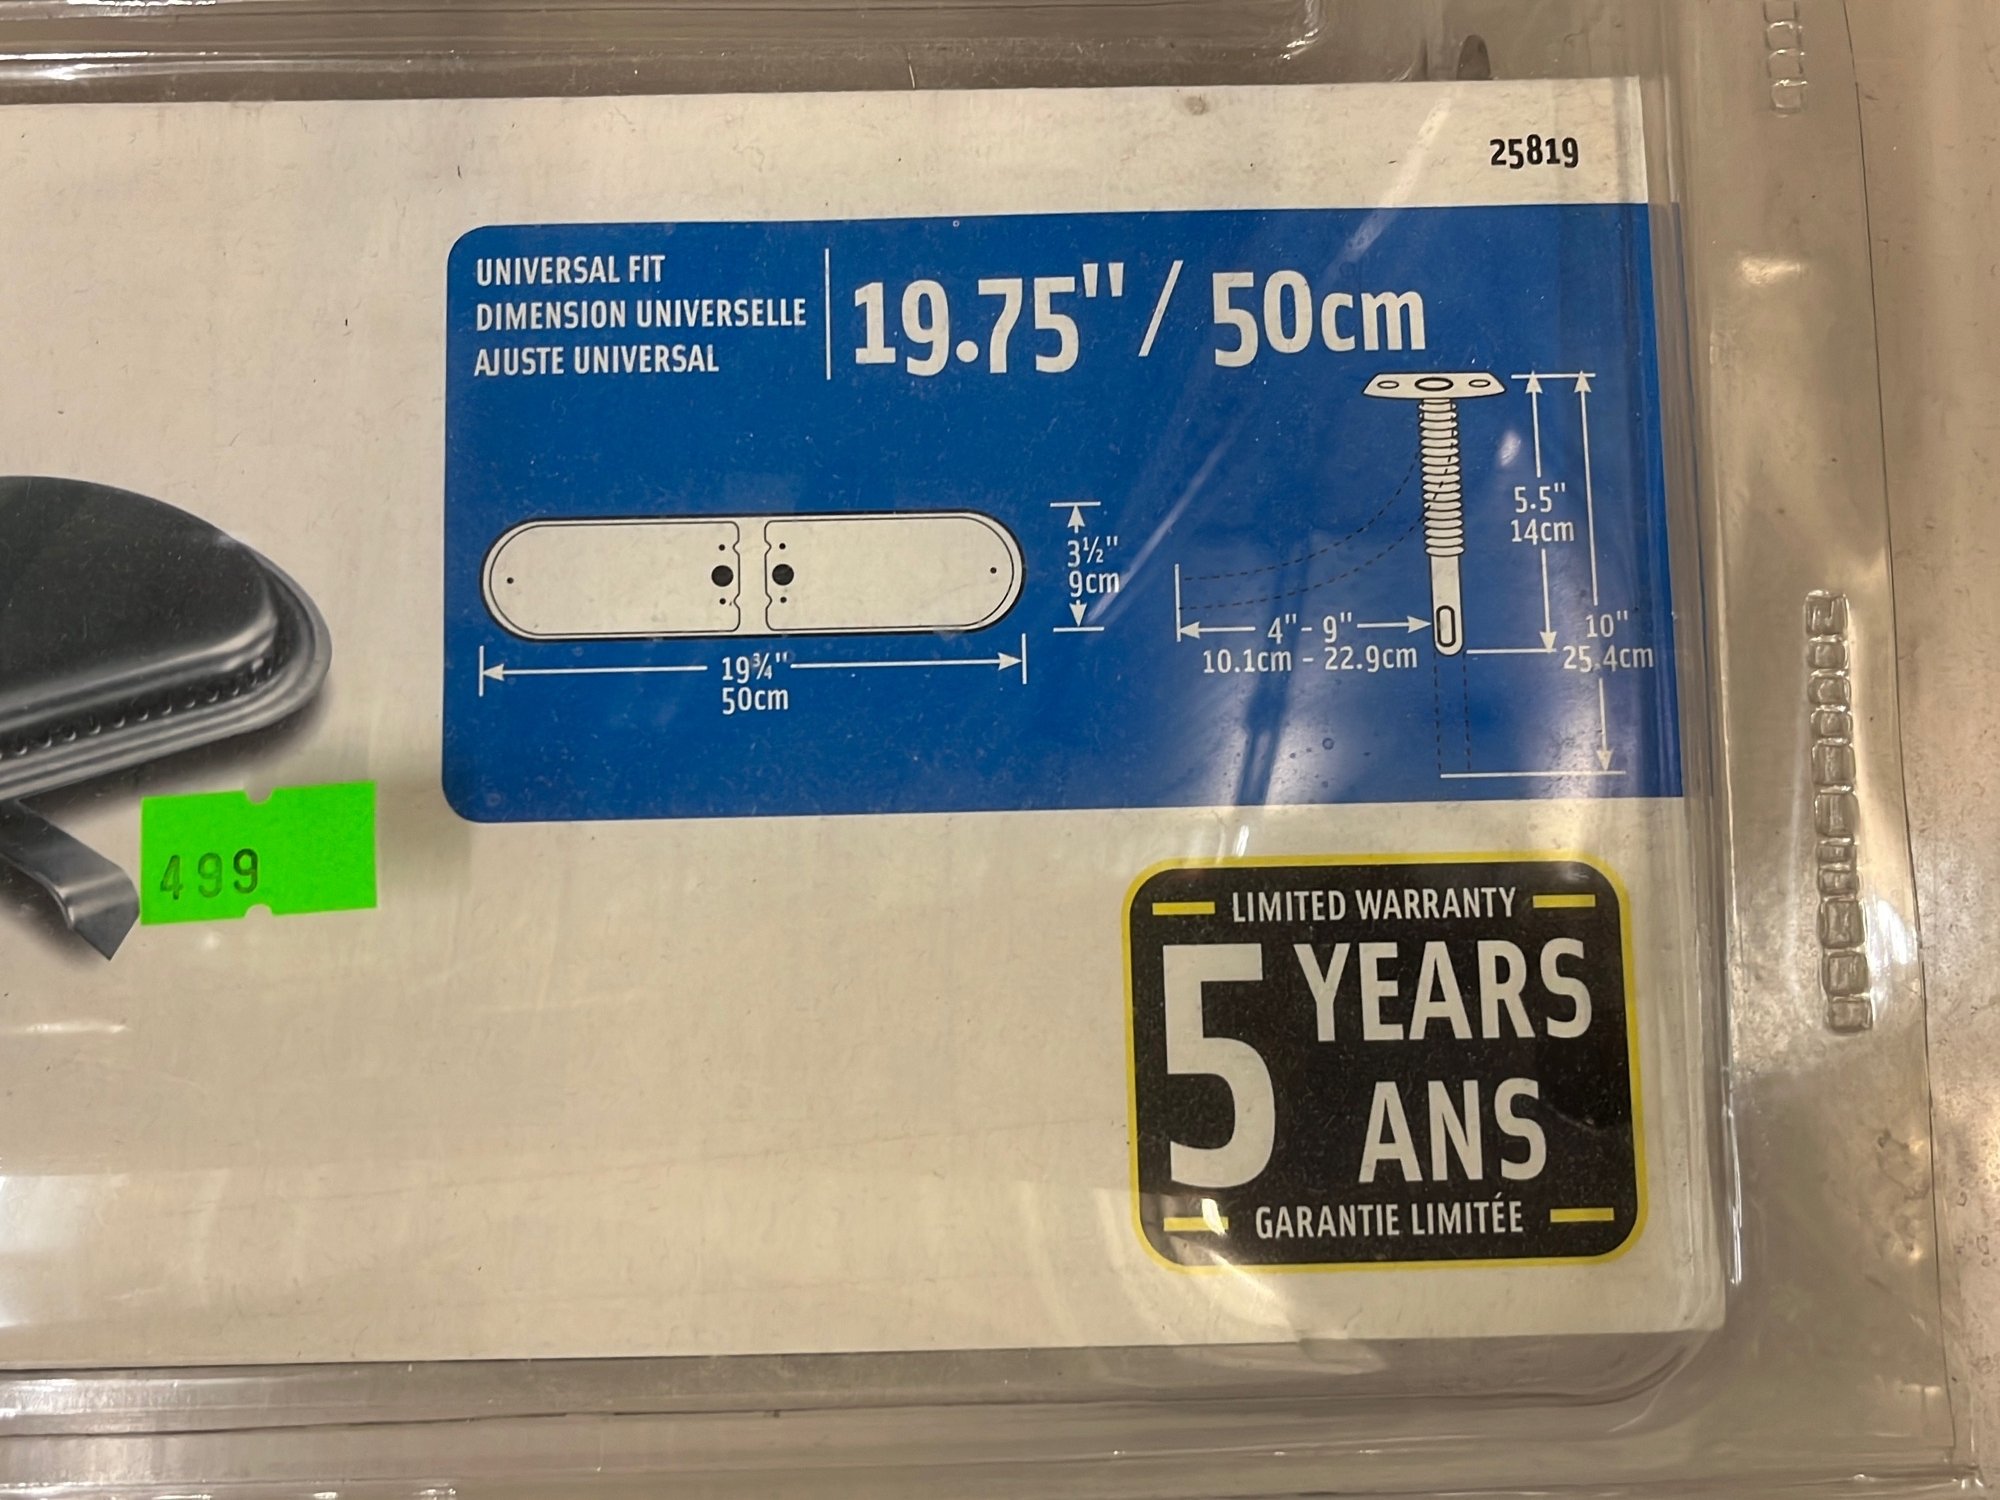 25819
UNIVERSAL FIT
DIMENSION UNIVERSELLE
AJUSTE UNIVERSAL
19.75" / 50cm
5.5"
14cm
3½"
9cm
4" - 9"
10.1cm - 22.9cm
10"
25.4cm
19¾"
50cm
499
LIMITED WARRANTY
5 YEARS
ANS
GARANTIE LIMITÉE